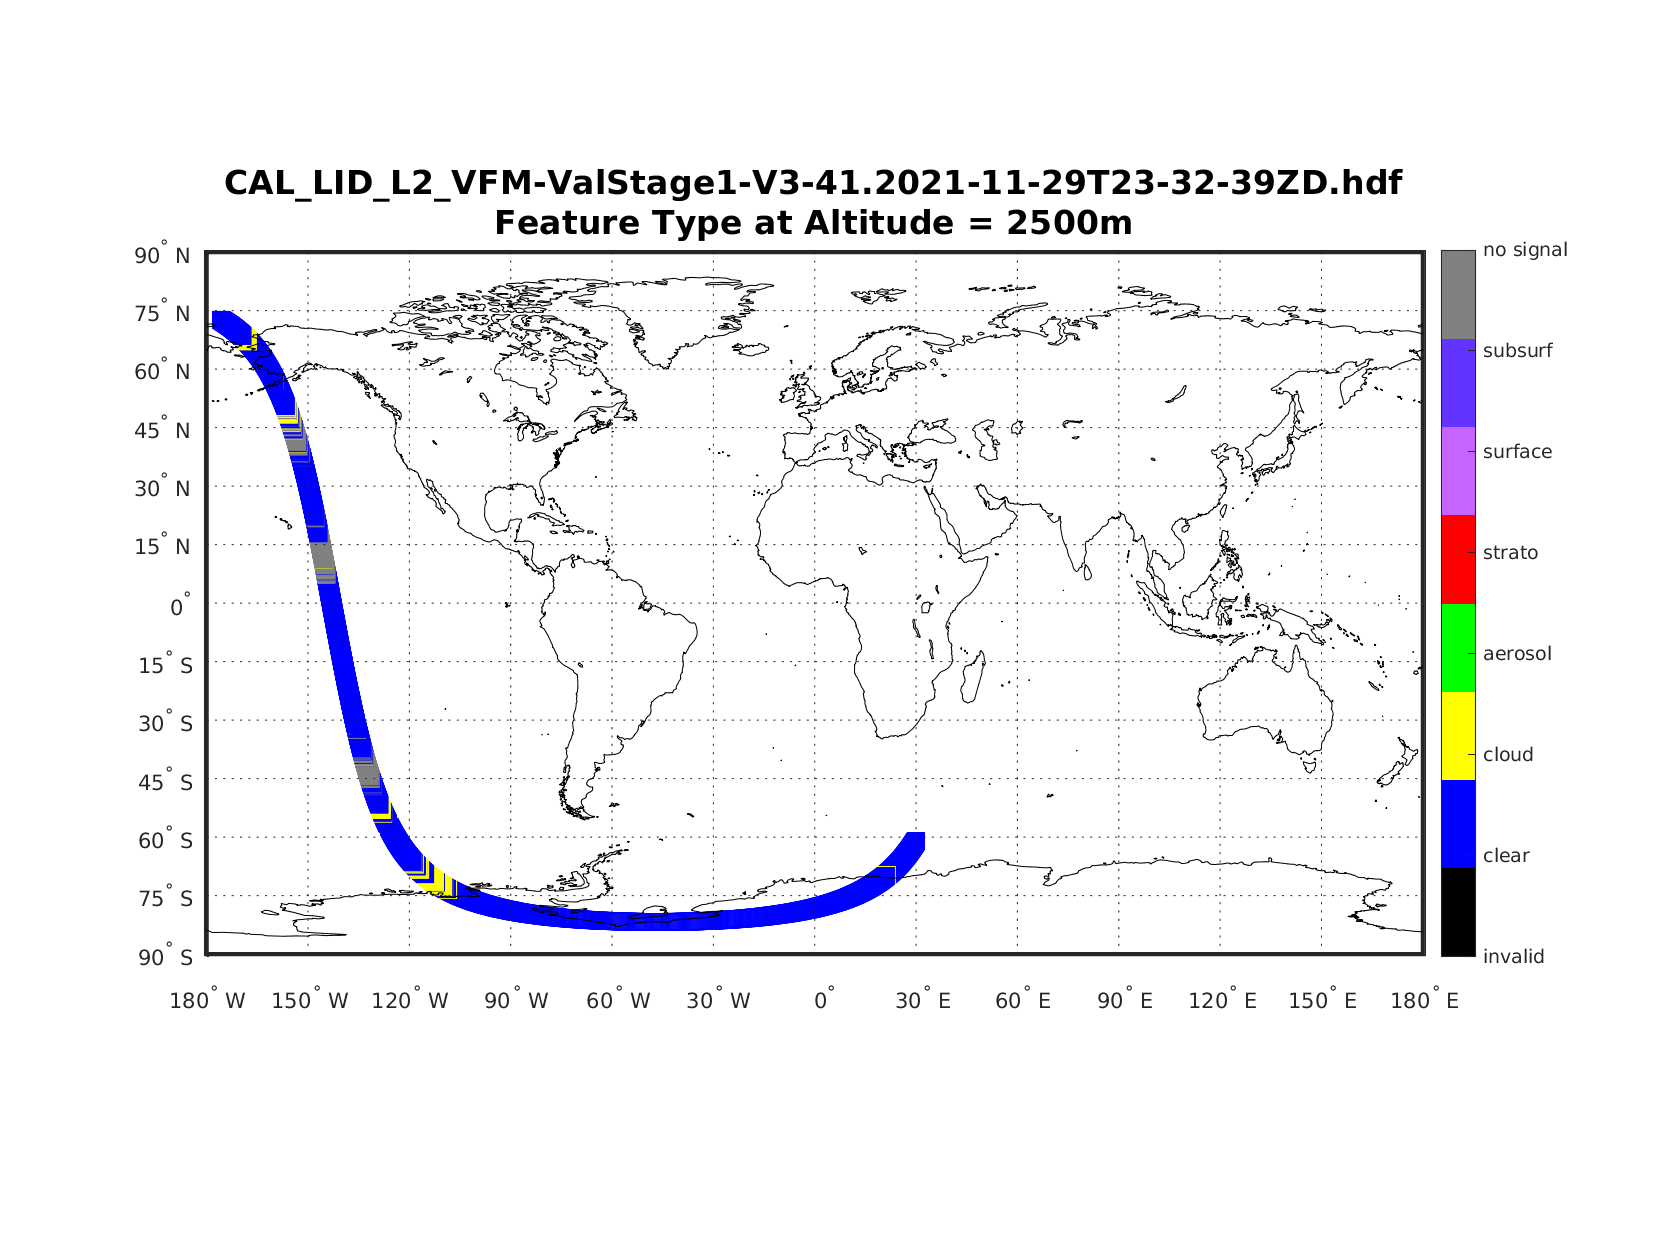 CAL_LID_L2_VFM-ValStage1-V3-41.2021-11-29T23-32-39ZD.hdf
Feature Type at Altitude = 2500m
90° N
75° N
60° N
45° N
30° N
15° N
0°
15° S
30° S
45° S
60° S
75° S
90° S
180° W 150° W 120° W 90° W 60° W 30° W 0° 30° E 60° E 90° E 120° E 150° E 180° E
no signal
subsurf
surface
strato
aerosol
cloud
clear
invalid